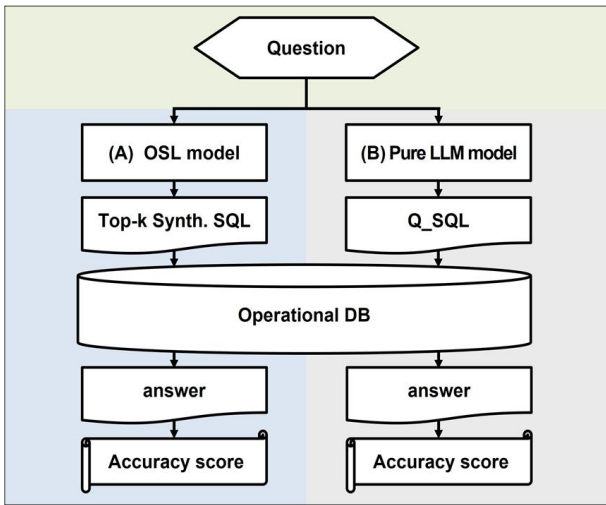 Question
(A) OSL model
(B) Pure LLM model
Top-k Synth. SQL
Q_SQL
Operational DB
answer
answer
Accuracy score
Accuracy score